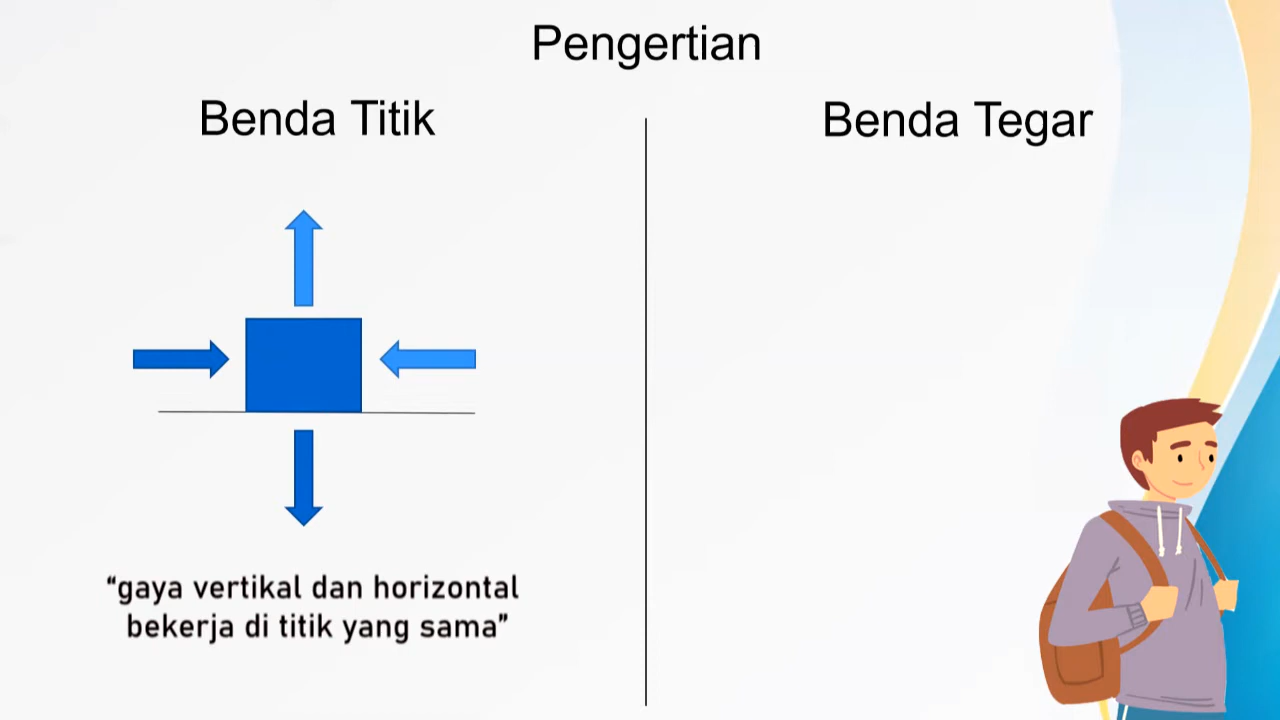 Pengertian
Benda Titik
Benda Tegar
“gaya vertikal dan horizontal
bekerja di titik yang sama”